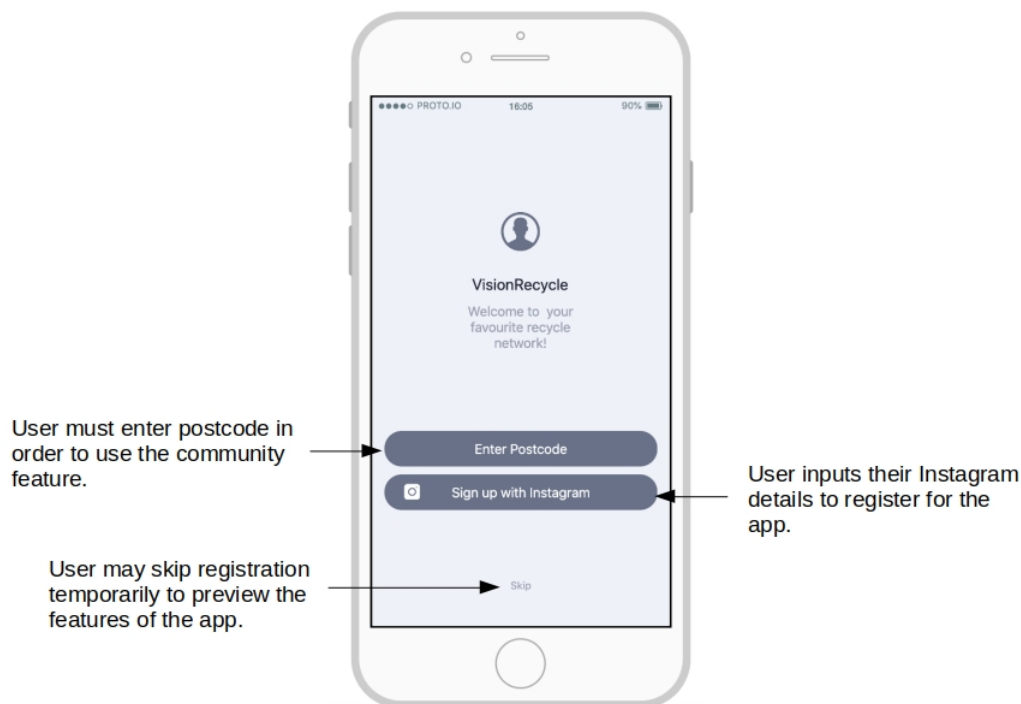 PROTO.IO 16:05 90%
VisionRecycle
Welcome to your
favourite recycle
network!
User must enter postcode in
order to use the community
feature.
Enter Postcode
Sign up with Instagram
User inputs their Instagram
details to register for the
app.
User may skip registration
temporarily to preview the
features of the app.
Skip